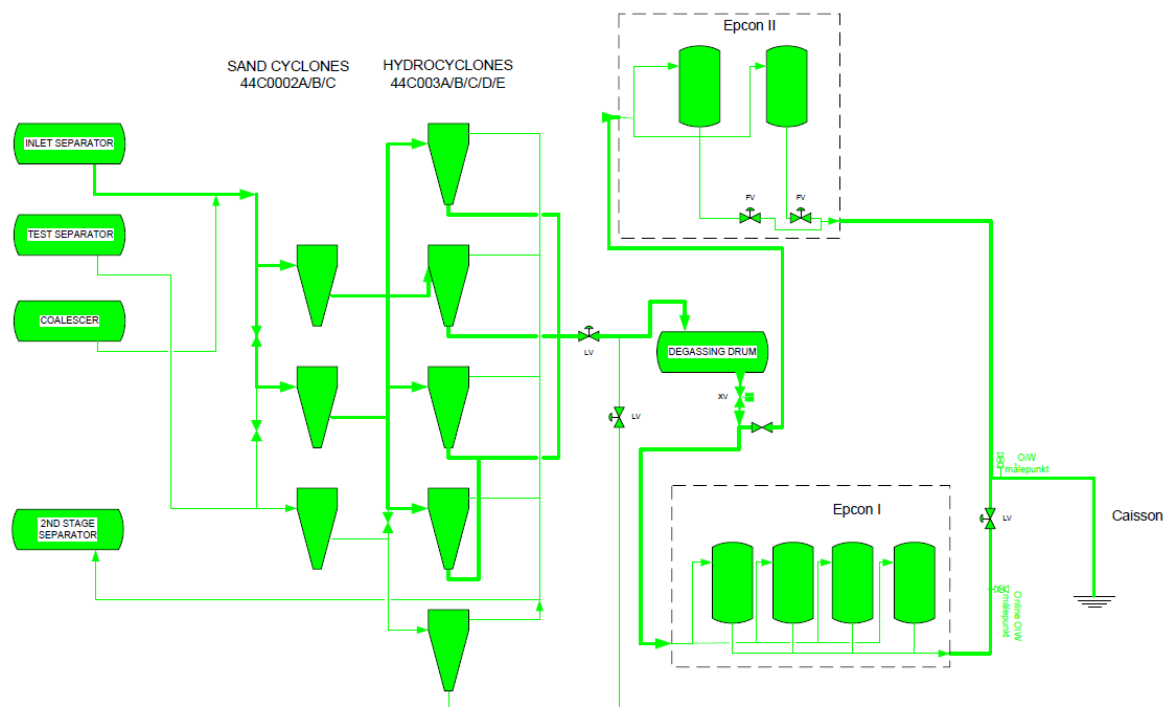 Epcon II
SAND CYCLONES
44C0002A/B/C
HYDROCYCLONES
44C003A/B/C/D/E
INLET SEPARATOR
TEST SEPARATOR
COALESCER
2ND STAGE
SEPARATOR
FV
FV
LV
DEGASSING DRUM
XV
LV
OiW
målepunkt
Epcon I
LV
Caisson
Online OiW
målepunkt